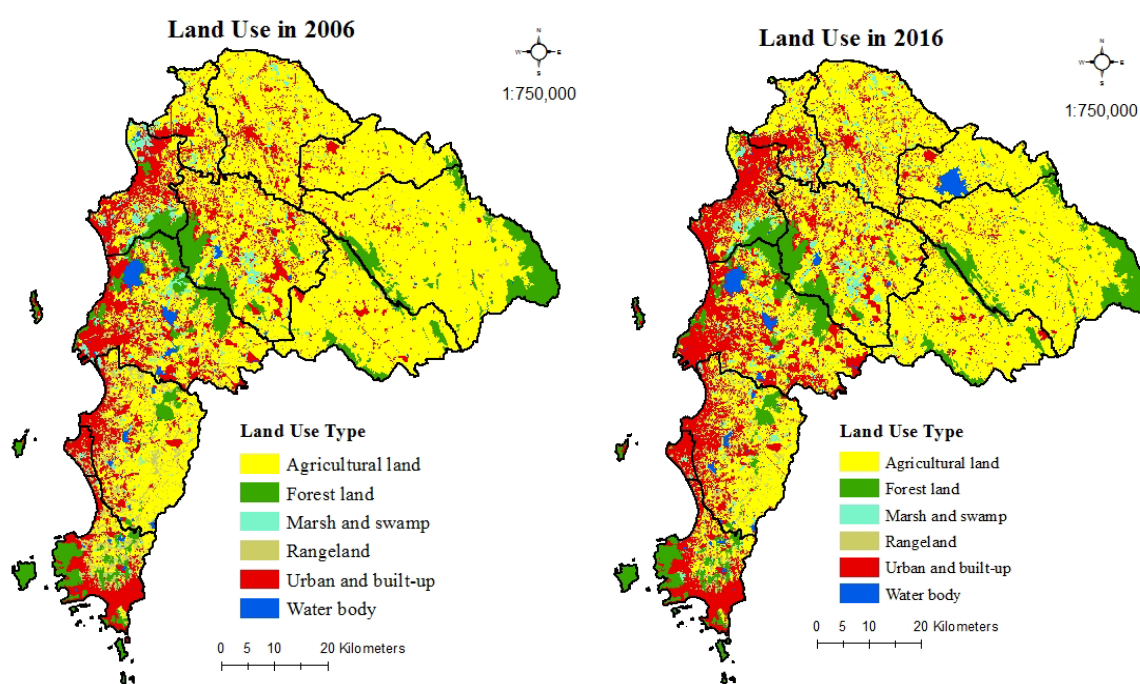 Land Use in 2006
N
W E
S
1:750,000
Land Use Type
Agricultural land
Forest land
Marsh and swamp
Rangeland
Urban and built-up
Water body
0 5 10 20 Kilometers
Land Use in 2016
N
W E
S
1:750,000
Land Use Type
Agricultural land
Forest land
Marsh and swamp
Rangeland
Urban and built-up
Water body
0 5 10 20 Kilometers